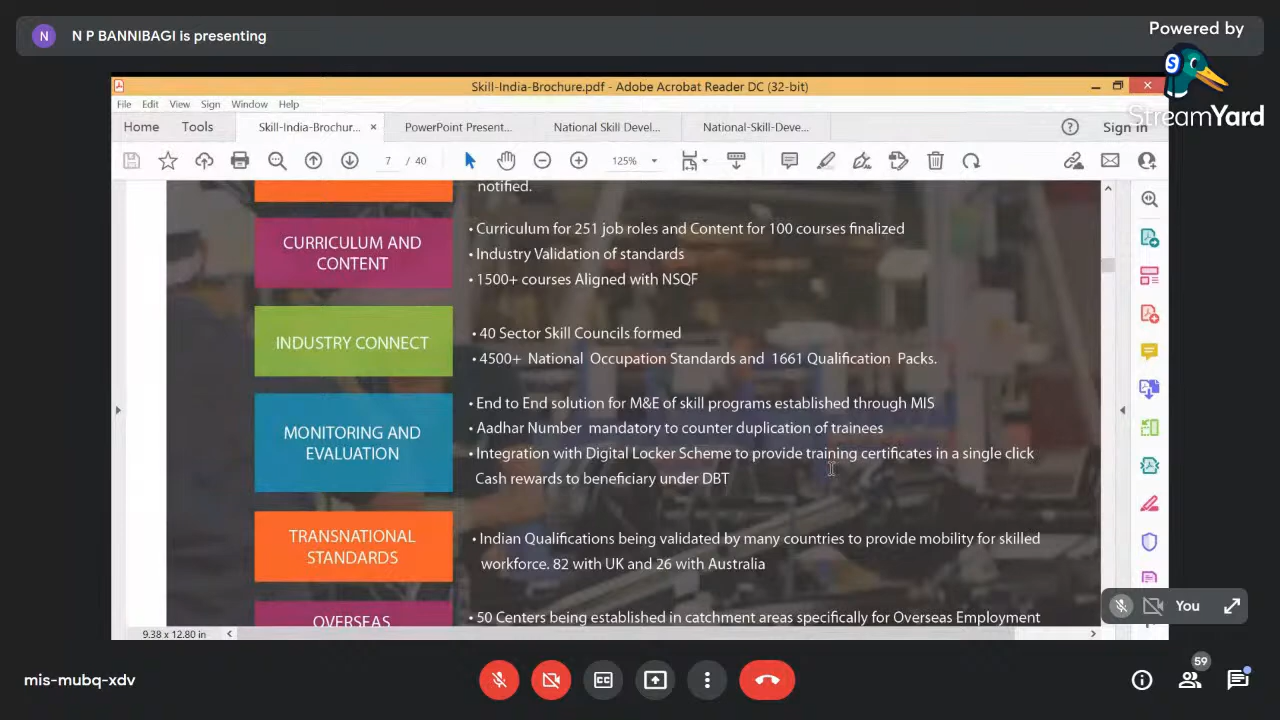 N
N P BANNIBAGI is presenting
Powered by
S
StreamYard
Skill-India-Brochure.pdf - Adobe Acrobat Reader DC (32-bit)
File Edit View Sign Window Help
Home Tools Skill-India-Brochur... × PowerPoint Present... National Skill Devel... National-Skill-Deve... Sign In
7 / 40 125%
notified.
CURRICULUM AND
CONTENT
• Curriculum for 251 job roles and Content for 100 courses finalized
• Industry Validation of standards
• 1500+ courses Aligned with NSQF
INDUSTRY CONNECT
• 40 Sector Skill Councils formed
• 4500+ National Occupation Standards and 1661 Qualification Packs.
MONITORING AND
EVALUATION
• End to End solution for M&E of skill programs established through MIS
• Aadhar Number mandatory to counter duplication of trainees
• Integration with Digital Locker Scheme to provide training certificates in a single click
Cash rewards to beneficiary under DBT
TRANSNATIONAL
STANDARDS
• Indian Qualifications being validated by many countries to provide mobility for skilled
workforce. 82 with UK and 26 with Australia
OVERSEAS
• 50 Centers being established in catchment areas specifically for Overseas Employment
You
9.38 x 12.80 in
mis-mubq-xdv
CC
59